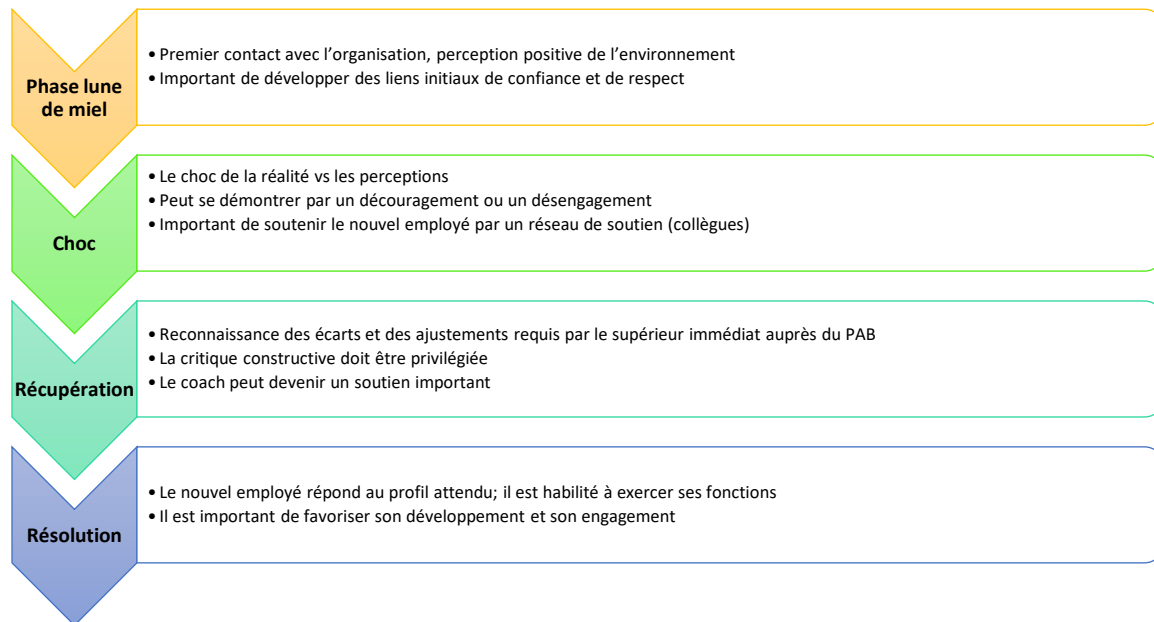 Phase lune
de miel
• Premier contact avec l'organisation, perception positive de l'environnement
• Important de développer des liens initiaux de confiance et de respect
Choc
• Le choc de la réalité vs les perceptions
• Peut se démontrer par un découragement ou un désengagement
• Important de soutenir le nouvel employé par un réseau de soutien (collègues)
Récupération
• Reconnaissance des écarts et des ajustements requis par le supérieur immédiat auprès du PAB
• La critique constructive doit être privilégiée
• Le coach peut devenir un soutien important
Résolution
• Le nouvel employé répond au profil attendu; il est habilité à exercer ses fonctions
• Il est important de favoriser son développement et son engagement